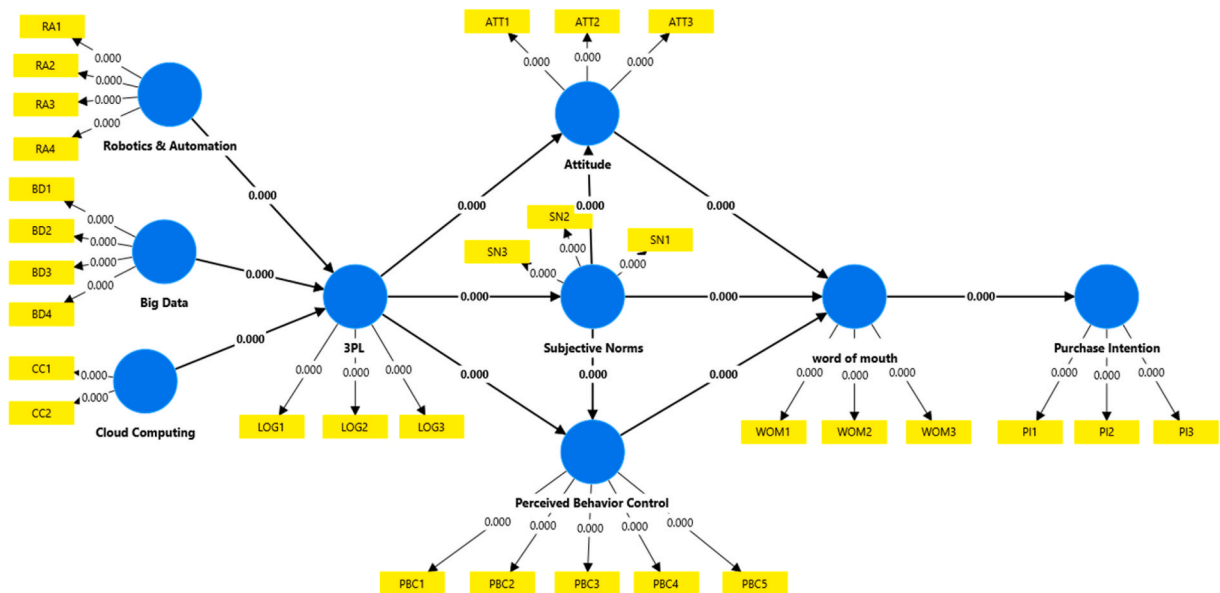 RA1
0.000
RA2
0.000
RA3
0.000
RA4
0.000
Robotics & Automation
0.000
BD1
0.000
BD2
0.000
BD3
0.000
BD4
0.000
Big Data
0.000
CC1
0.000
CC2
0.000
Cloud Computing
0.000
3PL
0.000
0.000
0.000
LOG1
LOG2
LOG3
0.000
0.000
0.000
ATT1
ATT2
ATT3
0.000
0.000
0.000
Attitude
0.000
0.000
SN2
SN1
SN3
0.000
0.000
0.000
Subjective Norms
0.000
0.000
Perceived Behavior Control
0.000
0.000
0.000
0.000
0.000
0.000
PBC1
PBC2
PBC3
PBC4
PBC5
word of mouth
0.000
0.000
0.000
WOM1
WOM2
WOM3
0.000
Purchase Intention
0.000
0.000
0.000
PI1
PI2
PI3